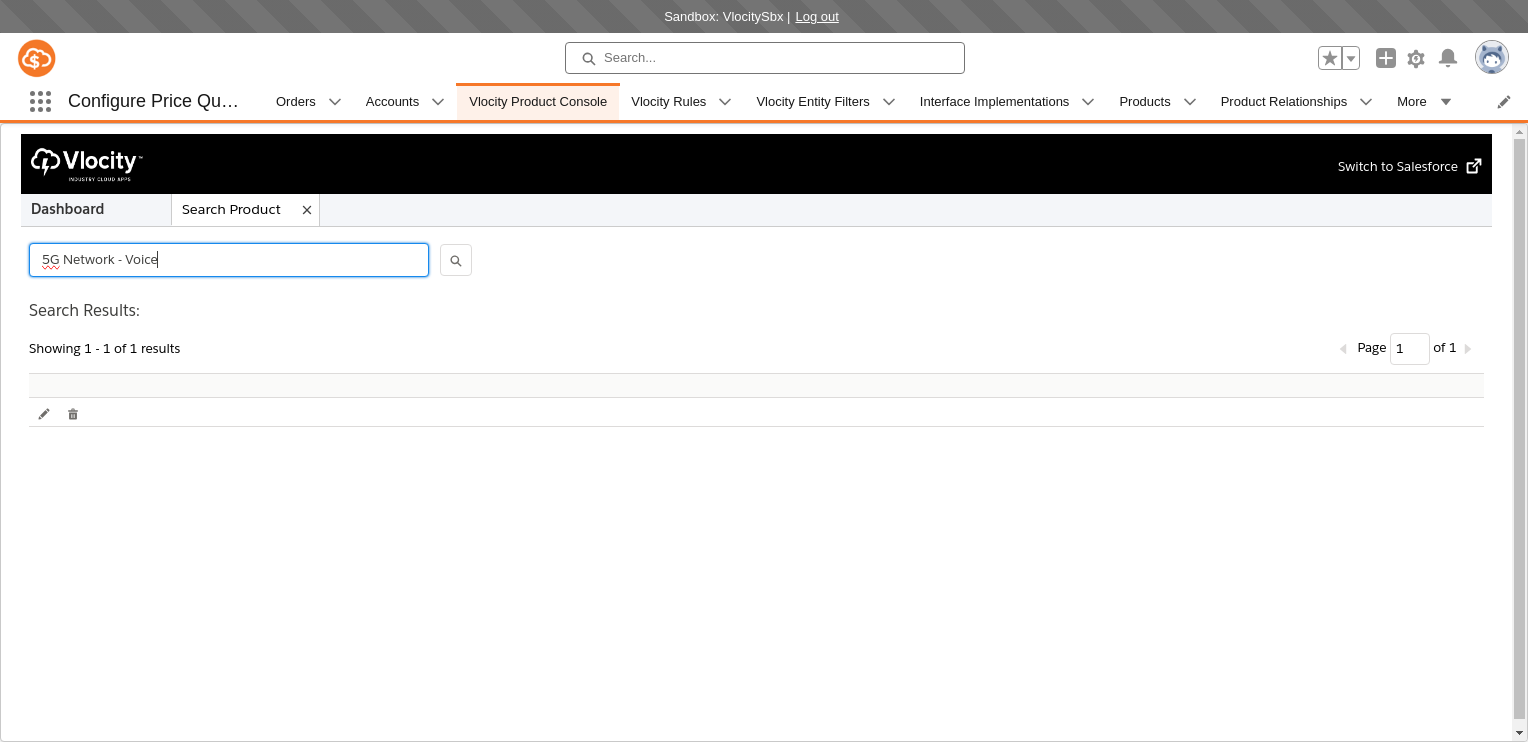 Sandbox: VlocitySbx | Log out
Search...
Configure Price Qu...
Orders
Accounts
Vlocity Product Console
Vlocity Rules
Vlocity Entity Filters
Interface Implementations
Products
Product Relationships
More
Vlocity™
INDUSTRY CLOUD APPS
Switch to Salesforce
Dashboard
Search Product
5G Network - Voice
Search Results:
Showing 1 - 1 of 1 results
Page 1 of 1